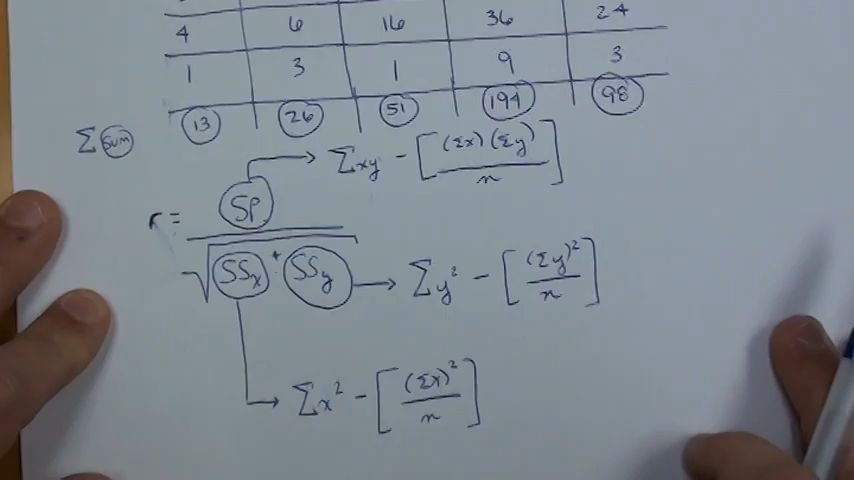 4 6 16 36 24
1 3 1 9 3
13 26 51 194 98
Σ Sum
Σxy - [(Σx)(Σy) / n]
r = SP / √SSx * SSy
Σy² - [(Σy)² / n]
Σx² - [(Σx)² / n]